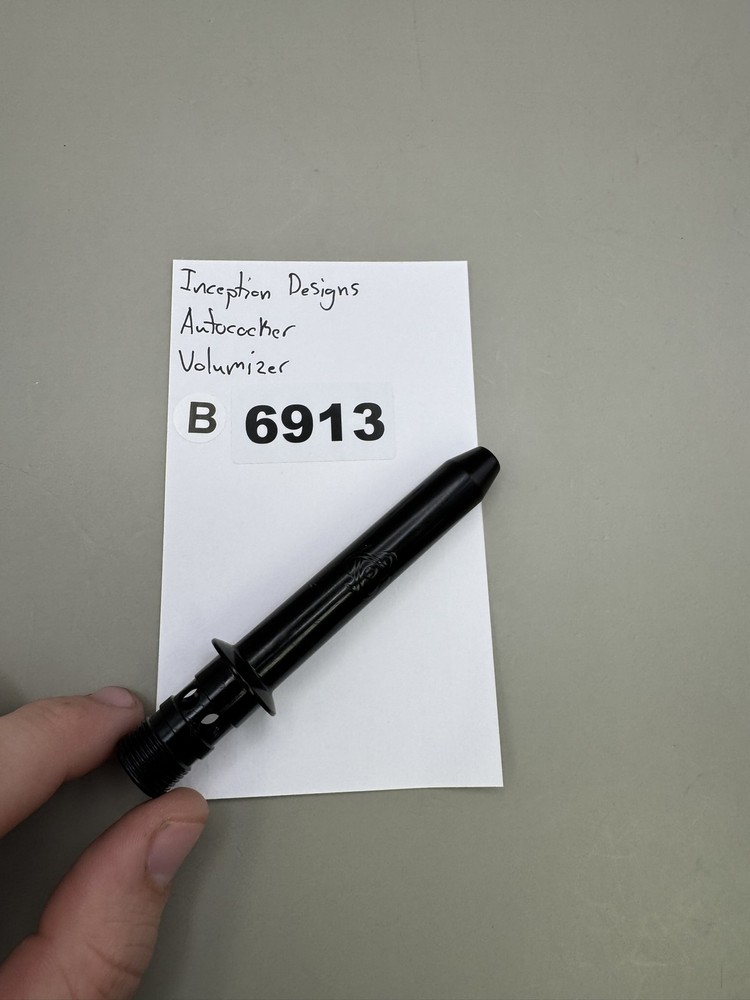 Inception Designs
Autococker
Volumizer
B 6913